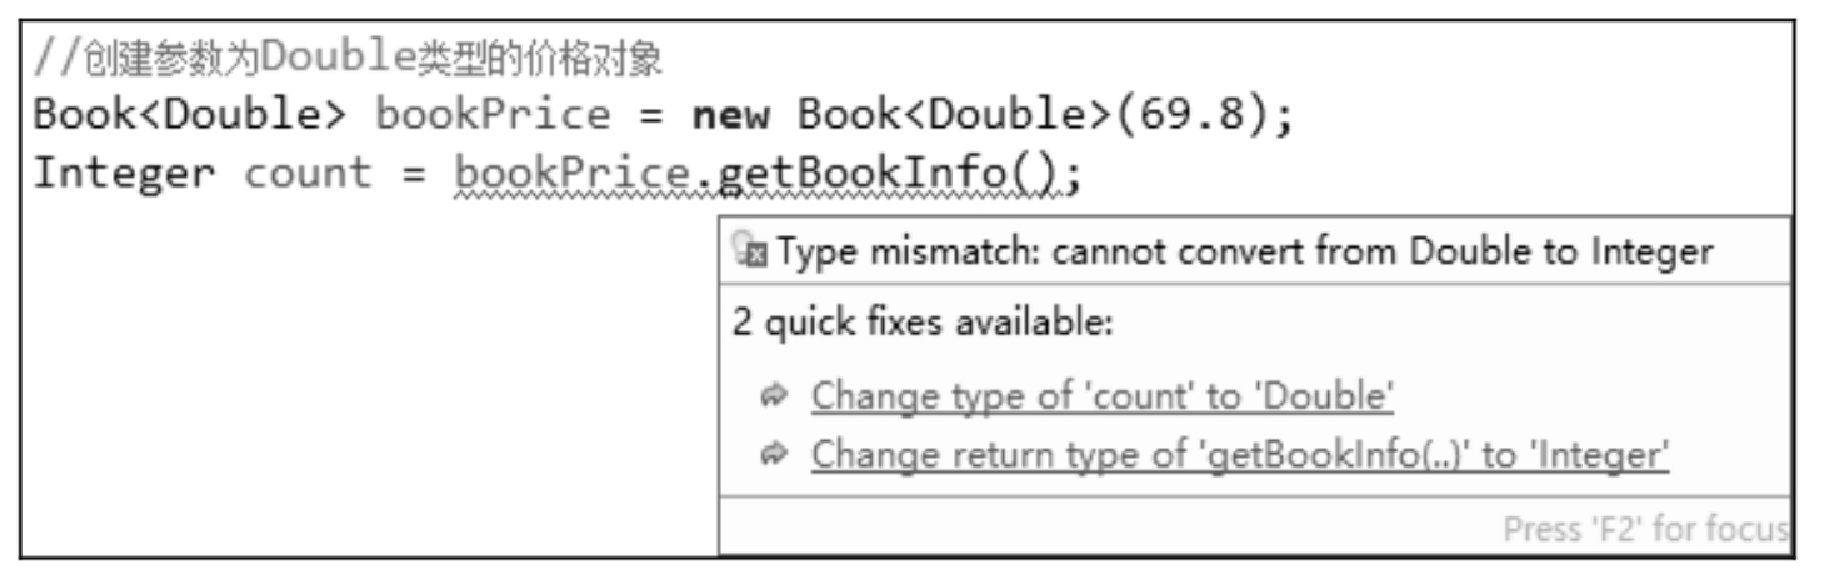 //创建参数为Double类型的价格对象
Book<Double> bookPrice = new Book<Double>(69.8);
Integer count = bookPrice.getBookInfo();
Type mismatch: cannot convert from Double to Integer
2 quick fixes available:
Change type of 'count' to 'Double'
Change return type of 'getBookInfo(..)' to 'Integer'
Press 'F2' for focus